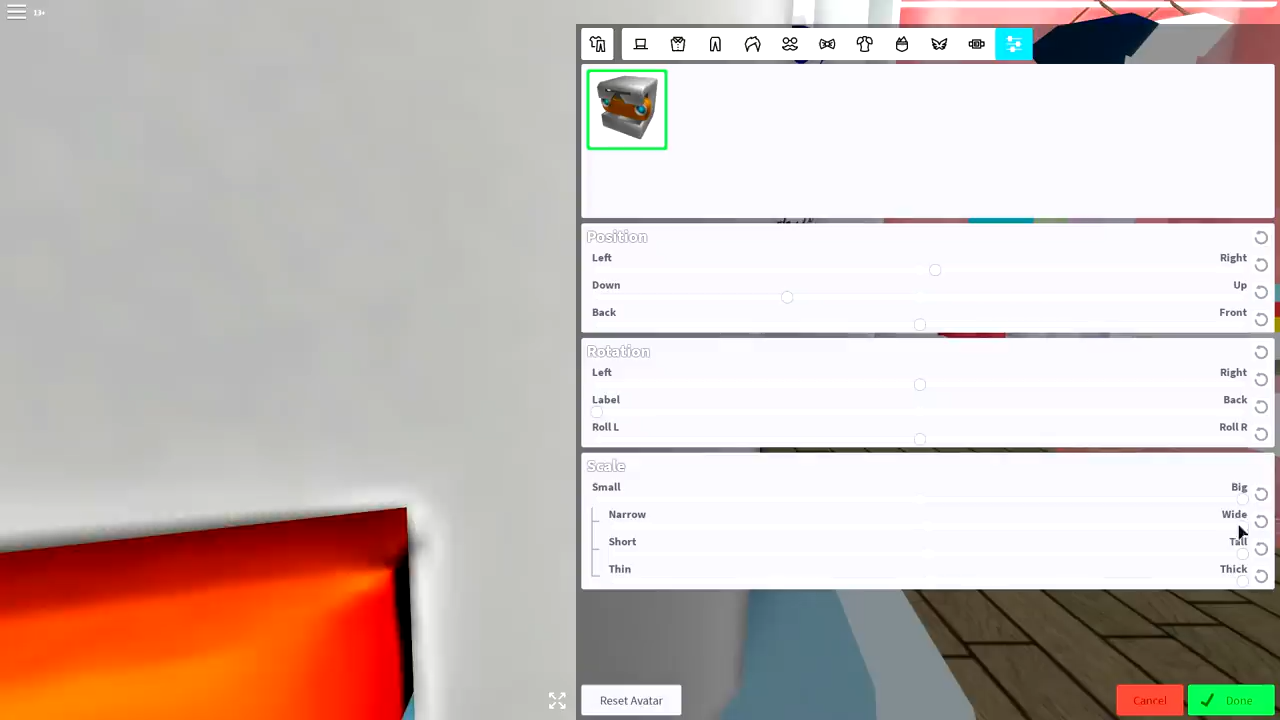 13+
Position
Left Right
Down Up
Back Front
Rotation
Left Right
Label Back
Roll L Roll R
Scale
Small Big
Narrow Wide
Short Tall
Thin Thick
Reset Avatar Cancel Done